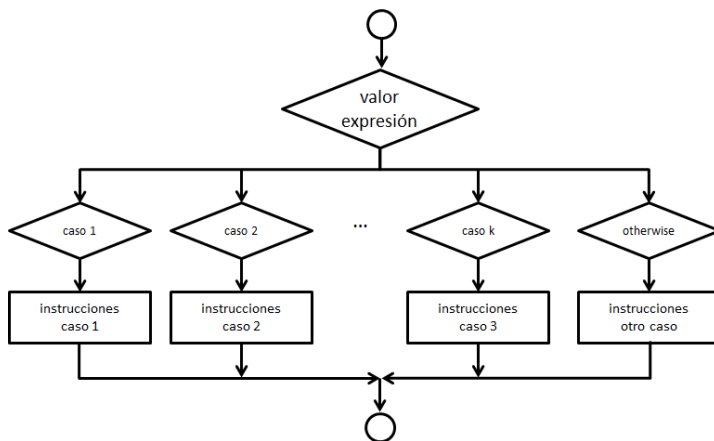 valor
expresión
caso 1
caso 2
...
caso k
otherwise
instrucciones
caso 1
instrucciones
caso 2
instrucciones
caso 3
instrucciones
otro caso